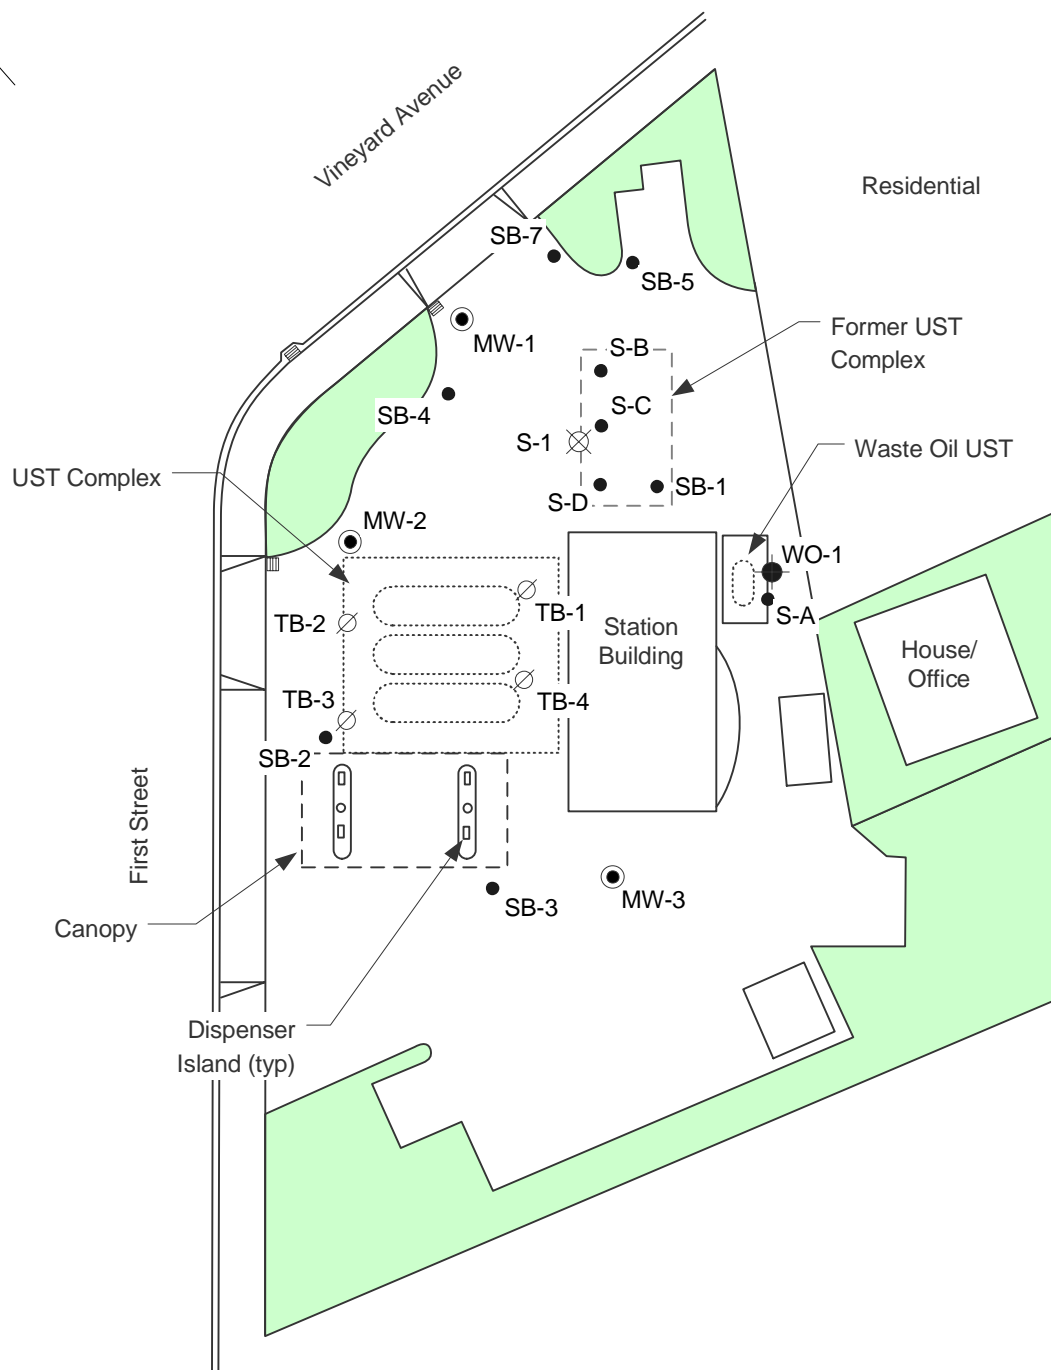 Vineyard Avenue
Residential
SB-7
SB-5
MW-1
Former UST
Complex
S-B
SB-4
S-C
S-1
Waste Oil UST
UST Complex
S-D
SB-1
MW-2
WO-1
TB-1
S-A
TB-2
Station
Building
House/
Office
TB-3
TB-4
SB-2
First Street
MW-3
SB-3
Canopy
Dispenser
Island (typ)